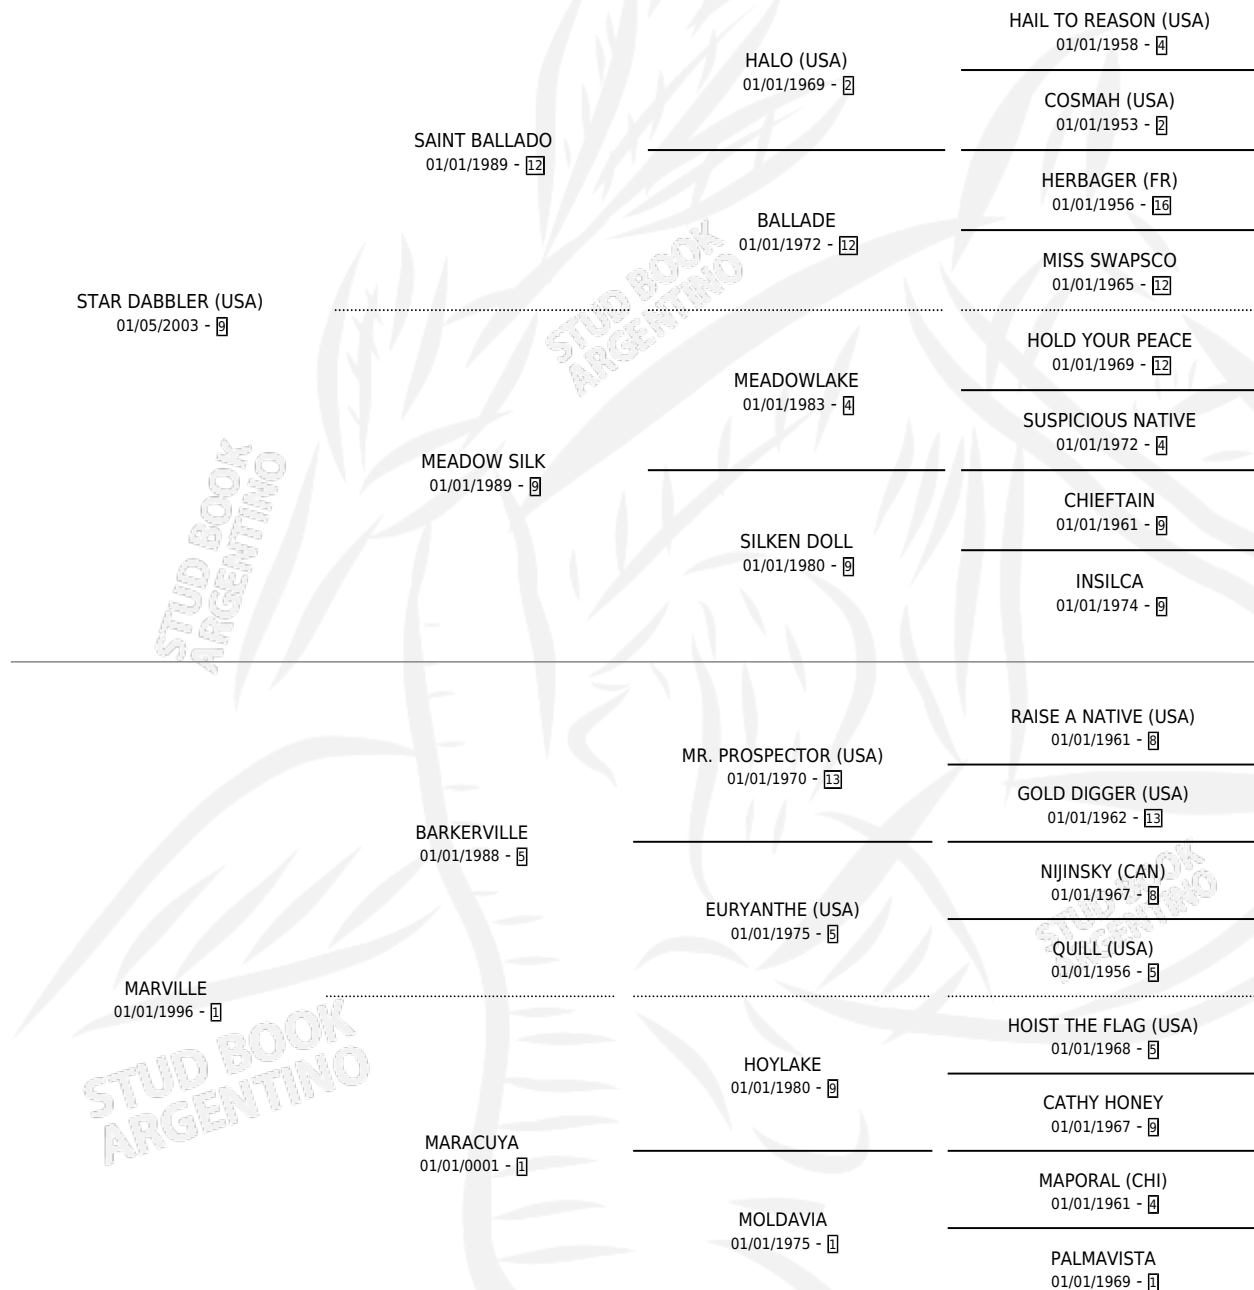 HAIL TO REASON (USA)
01/01/1958 - 4
HALO (USA)
01/01/1969 - 2
COSMAH (USA)
01/01/1953 - 2
SAINT BALLADO
01/01/1989 - 12
HERBAGER (FR)
01/01/1956 - 16
BALLADE
01/01/1972 - 12
MISS SWAPSCO
01/01/1965 - 12
STAR DABBLER (USA)
01/05/2003 - 9
HOLD YOUR PEACE
01/01/1969 - 12
MEADOWLAKE
01/01/1983 - 4
SUSPICIOUS NATIVE
01/01/1972 - 4
MEADOW SILK
01/01/1989 - 9
CHIEFTAIN
01/01/1961 - 9
SILKEN DOLL
01/01/1980 - 9
INSILCA
01/01/1974 - 9
STUD BOOK
ARGENTINO
STUD BOOK
ARGENTINO
RAISE A NATIVE (USA)
01/01/1961 - 8
MR. PROSPECTOR (USA)
01/01/1970 - 13
GOLD DIGGER (USA)
01/01/1962 - 13
BARKERVILLE
01/01/1988 - 5
NIJINSKY (CAN)
01/01/1967 - 8
EURYANTHE (USA)
01/01/1975 - 5
QUILL (USA)
01/01/1956 - 5
STUD BOOK
ARGENTINO
MARVILLE
01/01/1996 - 1
HOIST THE FLAG (USA)
01/01/1968 - 5
HOYLAKE
01/01/1980 - 9
CATHY HONEY
01/01/1967 - 9
MARACUYA
01/01/0001 - 1
MAPORAL (CHI)
01/01/1961 - 4
MOLDAVIA
01/01/1975 - 1
PALMAVISTA
01/01/1969 - 1
STUD BOOK
ARGENTINO